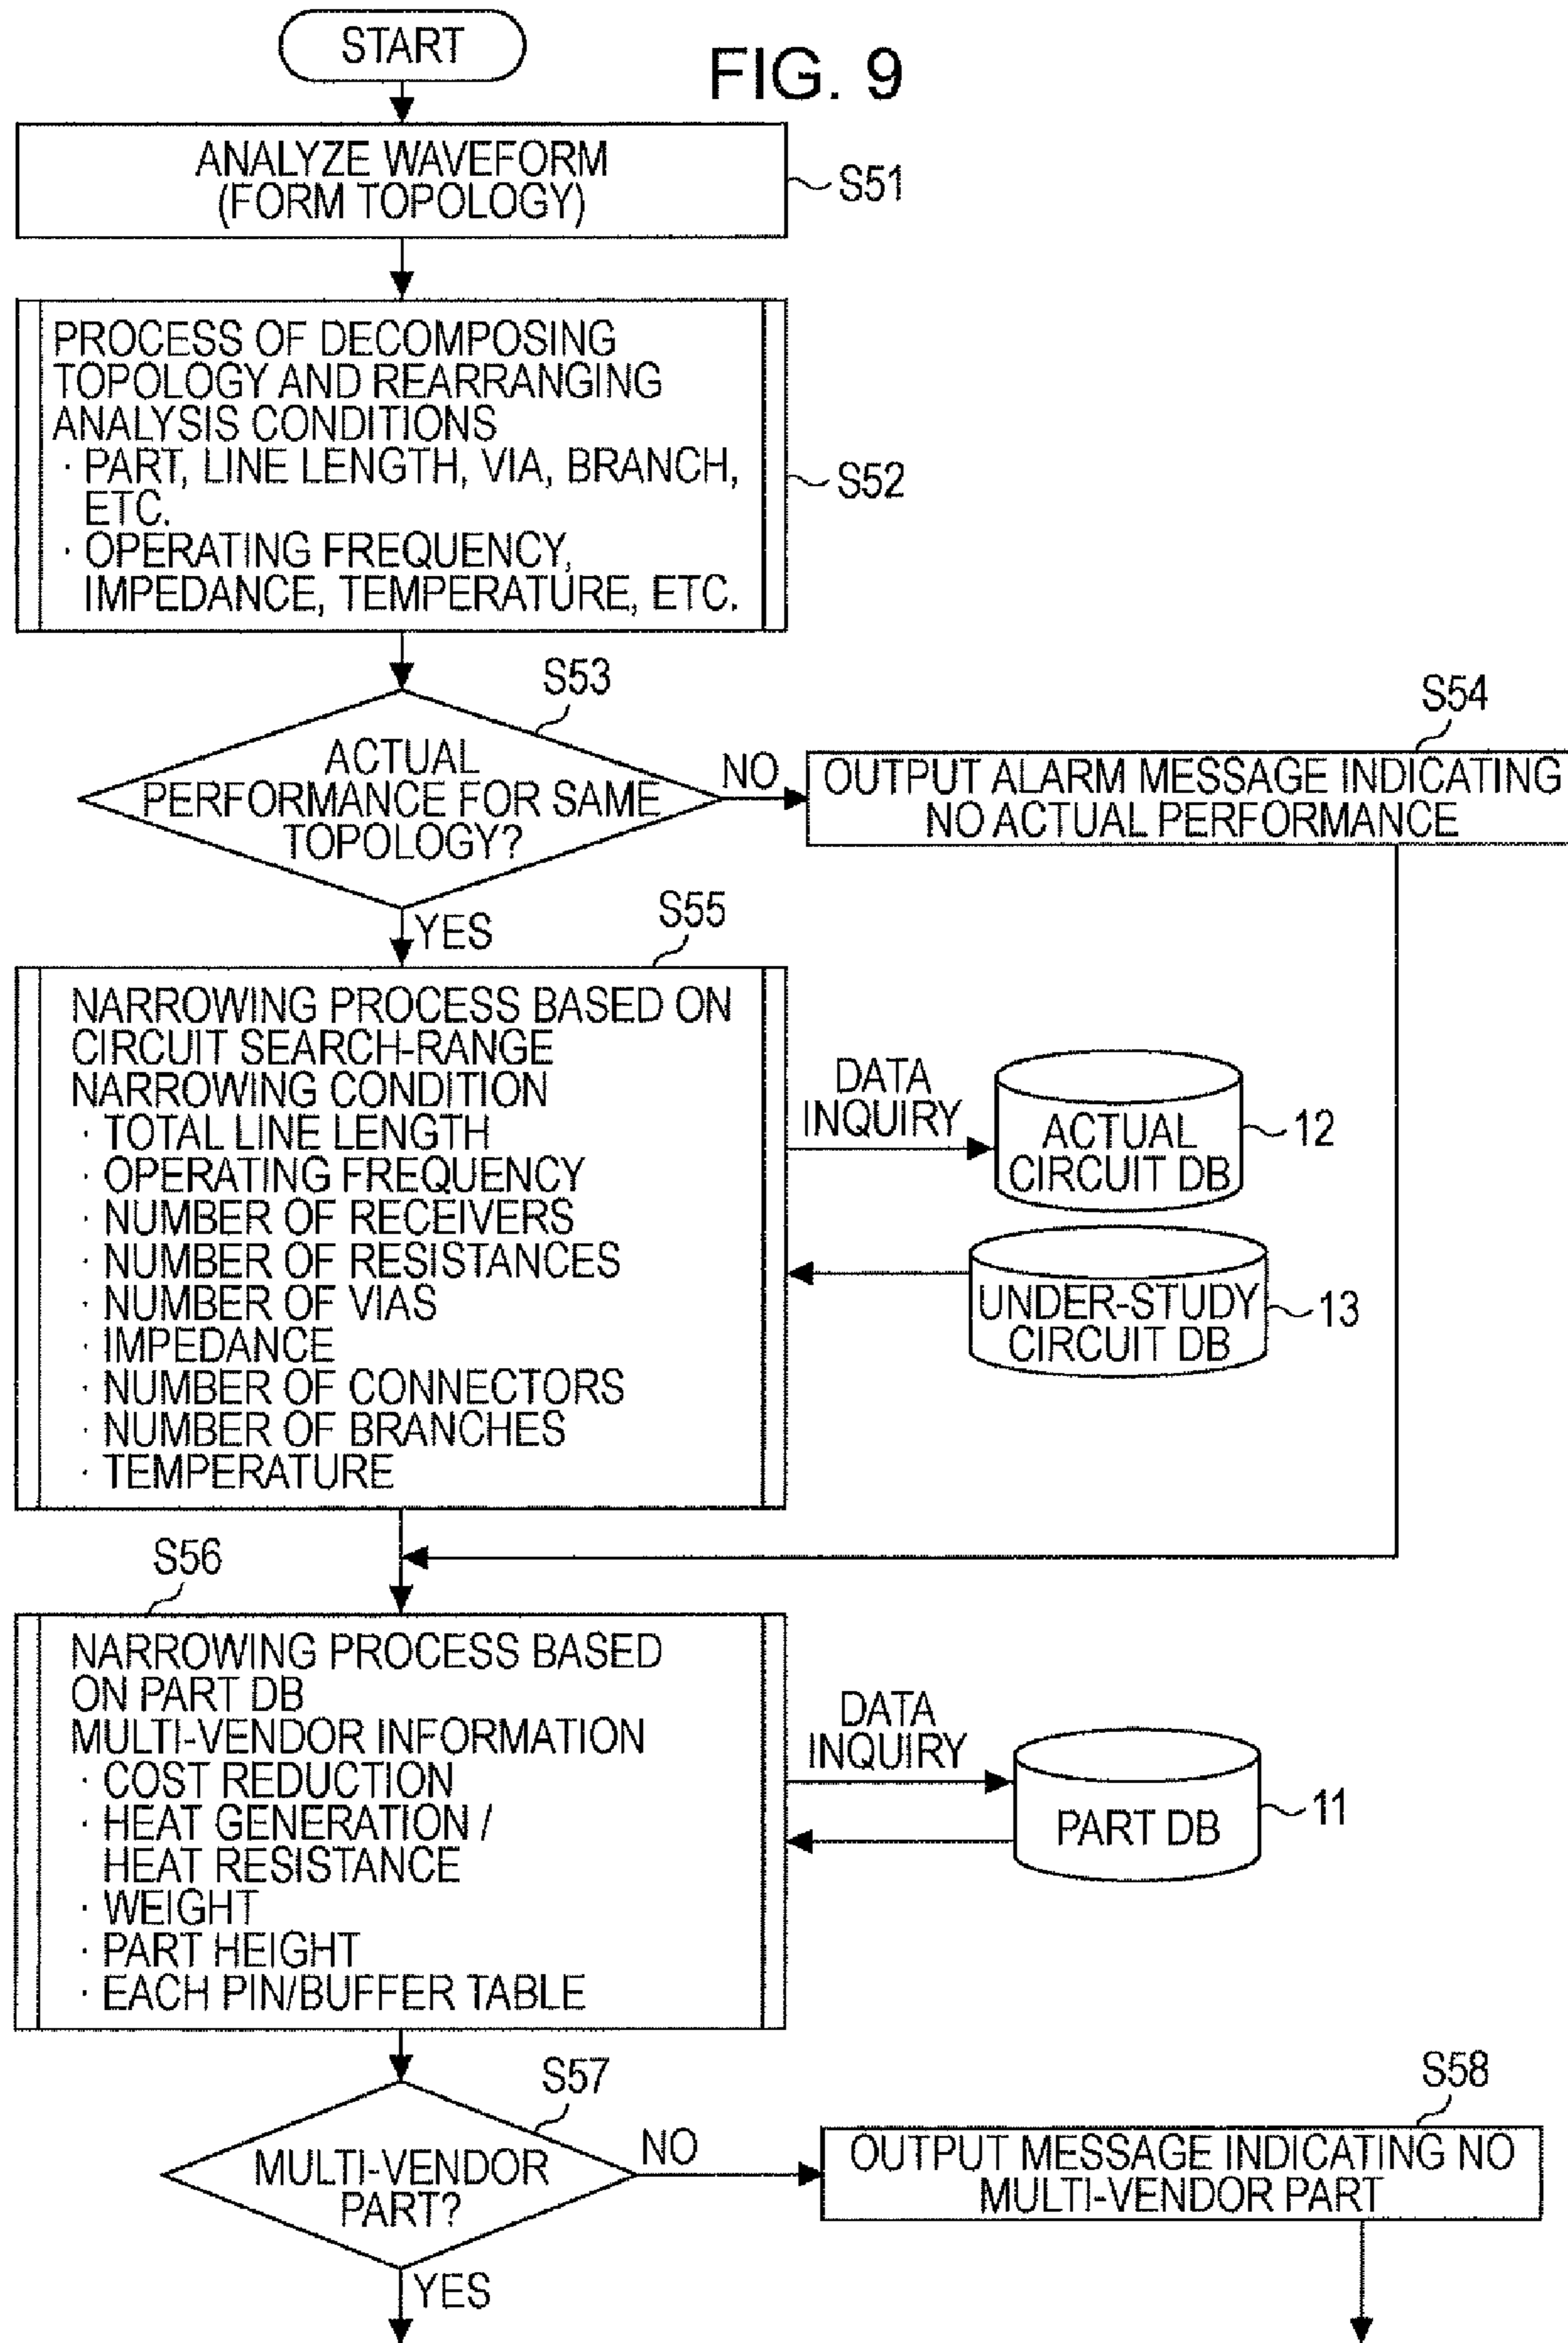 START
FIG. 9
ANALYZE WAVEFORM
(FORM TOPOLOGY)
S51
PROCESS OF DECOMPOSING
TOPOLOGY AND REARRANGING
ANALYSIS CONDITIONS
· PART, LINE LENGTH, VIA, BRANCH,
ETC.
· OPERATING FREQUENCY,
IMPEDANCE, TEMPERATURE, ETC.
S52
S53
ACTUAL
PERFORMANCE FOR SAME
TOPOLOGY?
NO
S54
OUTPUT ALARM MESSAGE INDICATING
NO ACTUAL PERFORMANCE
YES
S55
NARROWING PROCESS BASED ON
CIRCUIT SEARCH-RANGE
NARROWING CONDITION
· TOTAL LINE LENGTH
· OPERATING FREQUENCY
· NUMBER OF RECEIVERS
· NUMBER OF RESISTANCES
· NUMBER OF VIAS
· IMPEDANCE
· NUMBER OF CONNECTORS
· NUMBER OF BRANCHES
· TEMPERATURE
DATA
INQUIRY
ACTUAL
CIRCUIT DB
12
UNDER-STUDY
CIRCUIT DB
13
S56
NARROWING PROCESS BASED
ON PART DB
MULTI-VENDOR INFORMATION
· COST REDUCTION
· HEAT GENERATION /
HEAT RESISTANCE
· WEIGHT
· PART HEIGHT
· EACH PIN/BUFFER TABLE
DATA
INQUIRY
PART DB
11
S57
MULTI-VENDOR
PART?
NO
S58
OUTPUT MESSAGE INDICATING NO
MULTI-VENDOR PART
YES